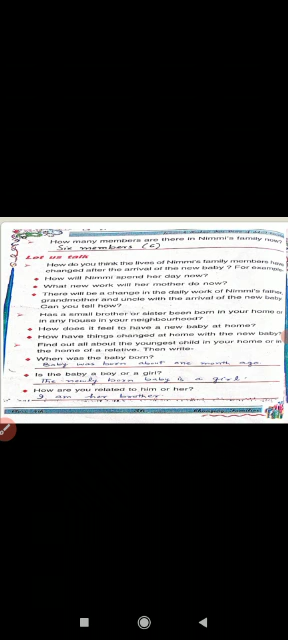 ➢ How many members are there in Nimmi's family now?
Six members (6)
Let us talk
➢ How do you think the lives of Nimmi's family members have
changed after the arrival of the new baby ? For example
• How will Nimmi spend her day now?
• What new work will her mother do now?
• There will be a change in the daily work of Nimmi's father,
grandmother and uncle with the arrival of the new baby
Can you tell how?
➢ Has a small brother or sister been born in your home or
in any house in your neighbourhood?
• How does it feel to have a new baby at home?
• How have things changed at home with the new baby?
➢ Find out all about the youngest child in your home or in
the home of a relative. Then write-
• When was the baby born?
Baby was born about one month ago.
• Is the baby a boy or a girl?
The newly born baby is a girl.
• How are you related to him or her?
I am her brother.